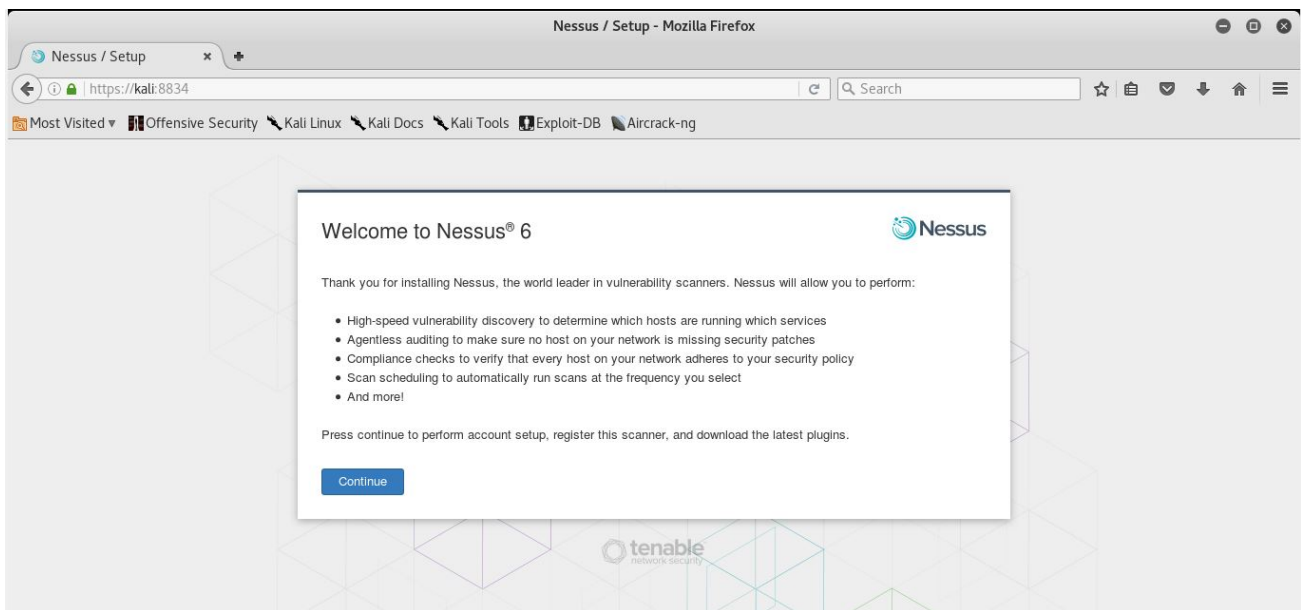 Nessus / Setup - Mozilla Firefox
Nessus / Setup
https://kali:8834
Search
Most Visited
Offensive Security
Kali Linux
Kali Docs
Kali Tools
Exploit-DB
Aircrack-ng
Welcome to Nessus® 6
Nessus
Thank you for installing Nessus, the world leader in vulnerability scanners. Nessus will allow you to perform:
• High-speed vulnerability discovery to determine which hosts are running which services
• Agentless auditing to make sure no host on your network is missing security patches
• Compliance checks to verify that every host on your network adheres to your security policy
• Scan scheduling to automatically run scans at the frequency you select
• And more!
Press continue to perform account setup, register this scanner, and download the latest plugins.
Continue
tenable
network security